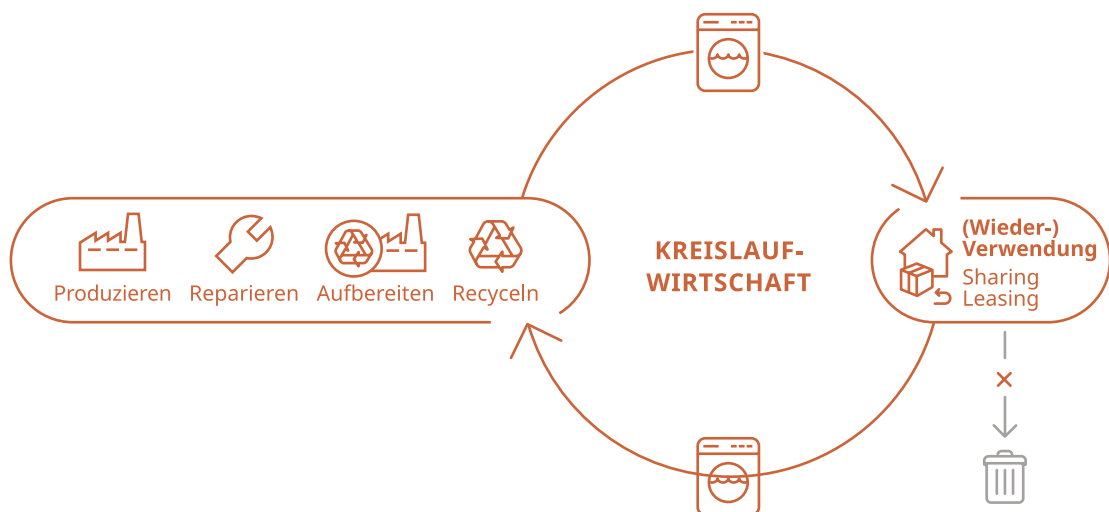 Produzieren
Reparieren
Aufbereiten
Recyceln
KREISLAUF-
WIRTSCHAFT
(Wieder-)
Verwendung
Sharing
Leasing